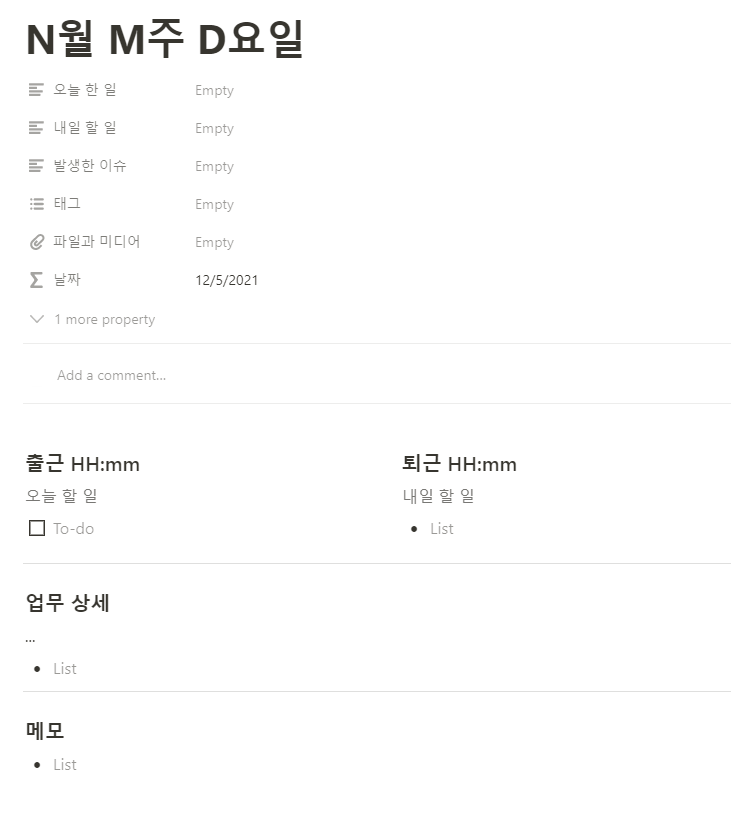 N월 M주 D요일
오늘 한 일 Empty
내일 할 일 Empty
발생한 이슈 Empty
태그 Empty
파일과 미디어 Empty
날짜 12/5/2021
1 more property
Add a comment...
출근 HH:mm
오늘 할 일
To-do
퇴근 HH:mm
내일 할 일
• List
업무 상세
...
• List
메모
• List